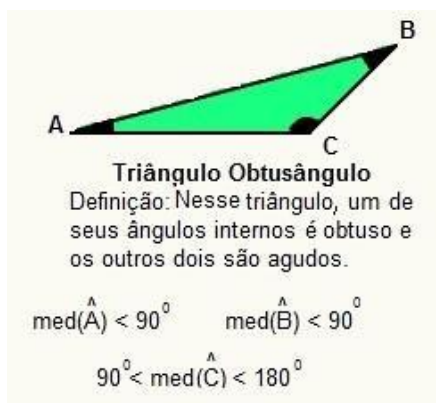 B
A
C
Triângulo Obtusângulo
Definição: Nesse triângulo, um de
seus ângulos internos é obtuso e
os outros dois são agudos.
med(Â) < 90° med(B̂) < 90°
90° < med(Ĉ) < 180°